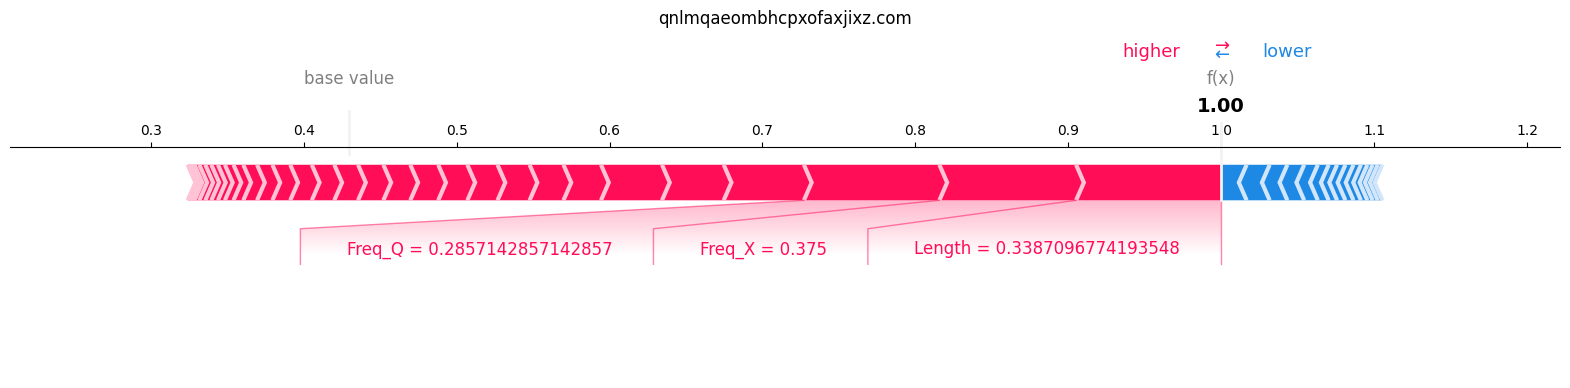 qnlmqaeombhcpxofaxjixz.com
higher ⇄ lower
base value f(x)
1.00
0.3 0.4 0.5 0.6 0.7 0.8 0.9 1.0 1.1 1.2
Freq_Q = 0.2857142857142857 Freq_X = 0.375 Length = 0.3387096774193548